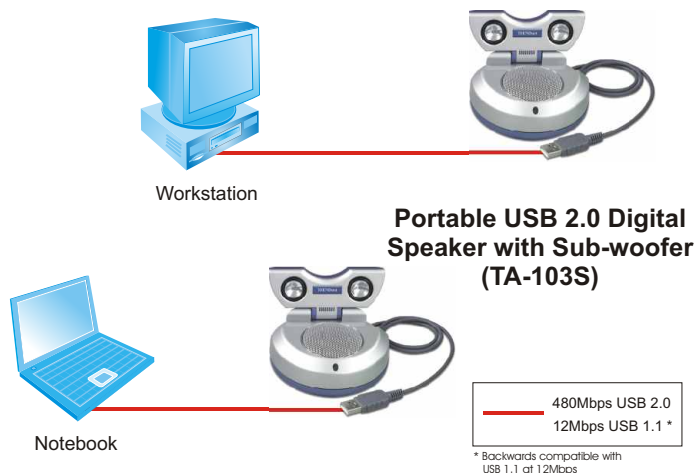 Workstation
Portable USB 2.0 Digital
Speaker with Sub-woofer
(TA-103S)
Notebook
480Mbps USB 2.0
12Mbps USB 1.1 *
* Backwards compatible with
USB 1.1 at 12Mbps